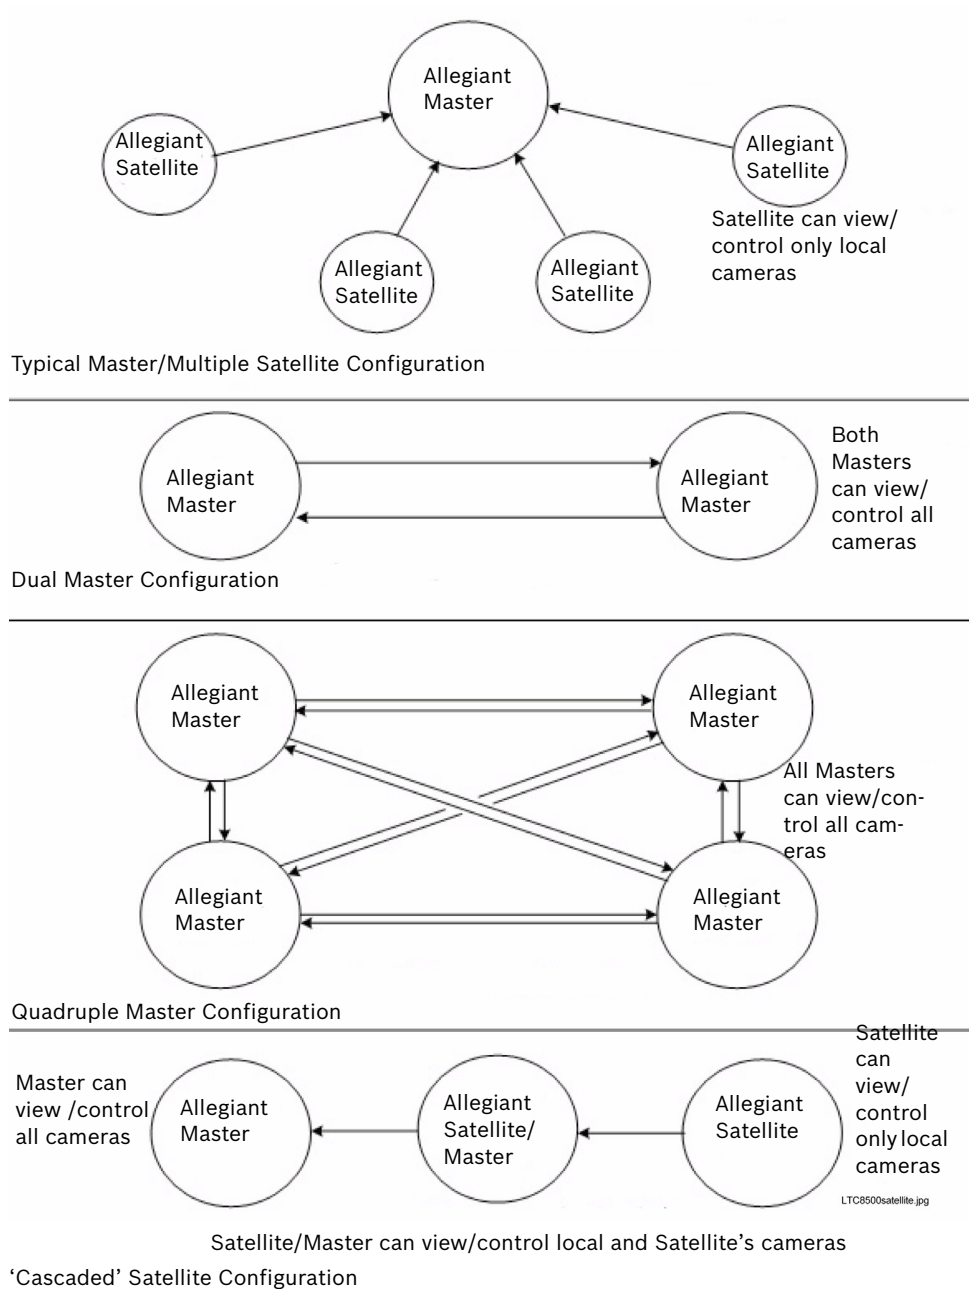 Allegiant
Master
Allegiant
Satellite
Allegiant
Satellite
Satellite can view/
control only local
cameras
Allegiant
Satellite
Allegiant
Satellite
Typical Master/Multiple Satellite Configuration
Allegiant
Master
Allegiant
Master
Both
Masters
can view/
control all
cameras
Dual Master Configuration
Allegiant
Master
Allegiant
Master
All Masters
can view/con-
trol all cam-
eras
Allegiant
Master
Allegiant
Master
Quadruple Master Configuration
Master can
view /control
all cameras
Allegiant
Master
Allegiant
Satellite/
Master
Allegiant
Satellite
Satellite
can
view/
control
only local
cameras
LTC8500satellite.jpg
Satellite/Master can view/control local and Satellite's cameras
‘Cascaded’ Satellite Configuration